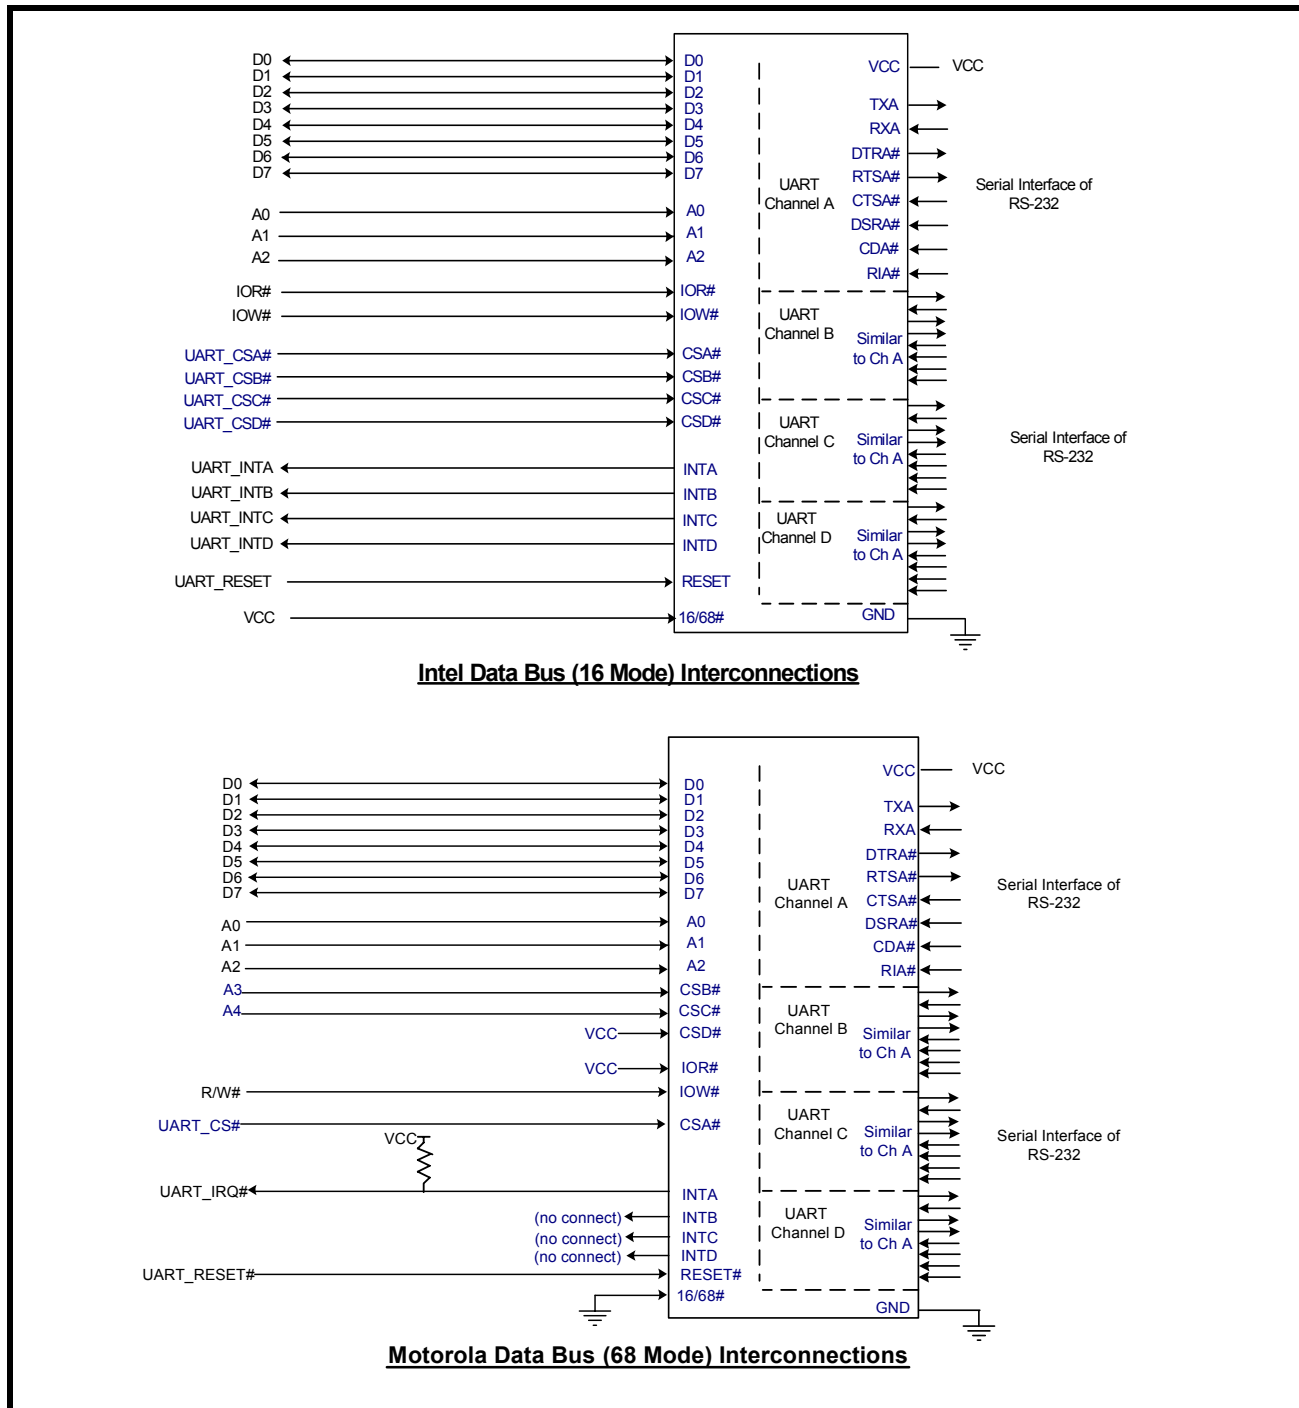 D0 D0
D1 D1
D2 D2
D3 D3
D4 D4
D5 D5
D6 D6
D7 D7
A0 A0
A1 A1
A2 A2
IOR# IOR#
IOW# IOW#
UART_CSA# CSA#
UART_CSB# CSB#
UART_CSC# CSC#
UART_CSD# CSD#
UART_INTA INTA
UART_INTB INTB
UART_INTC INTC
UART_INTD INTD
UART_RESET RESET
VCC 16/68#
UART
Channel A
UART
Channel B
UART
Channel C
UART
Channel D
VCC VCC
TXA
RXA
DTRA#
RTSA#
CTSA#
DSRA#
CDA#
RIA#
Similar
to Ch A
Similar
to Ch A
Similar
to Ch A
GND
Serial Interface of
RS-232
Serial Interface of
RS-232
Intel Data Bus (16 Mode) Interconnections
D0 D0
D1 D1
D2 D2
D3 D3
D4 D4
D5 D5
D6 D6
D7 D7
A0 A0
A1 A1
A2 A2
A3 CSB#
A4 CSC#
VCC CSD#
VCC IOR#
R/W# IOW#
UART_CS# CSA#
VCC
UART_IRQ# INTA
(no connect) INTB
(no connect) INTC
(no connect) INTD
UART_RESET# RESET#
16/68#
UART
Channel A
UART
Channel B
UART
Channel C
UART
Channel D
VCC VCC
TXA
RXA
DTRA#
RTSA#
CTSA#
DSRA#
CDA#
RIA#
Similar
to Ch A
Similar
to Ch A
Similar
to Ch A
GND
Serial Interface of
RS-232
Serial Interface of
RS-232
Motorola Data Bus (68 Mode) Interconnections